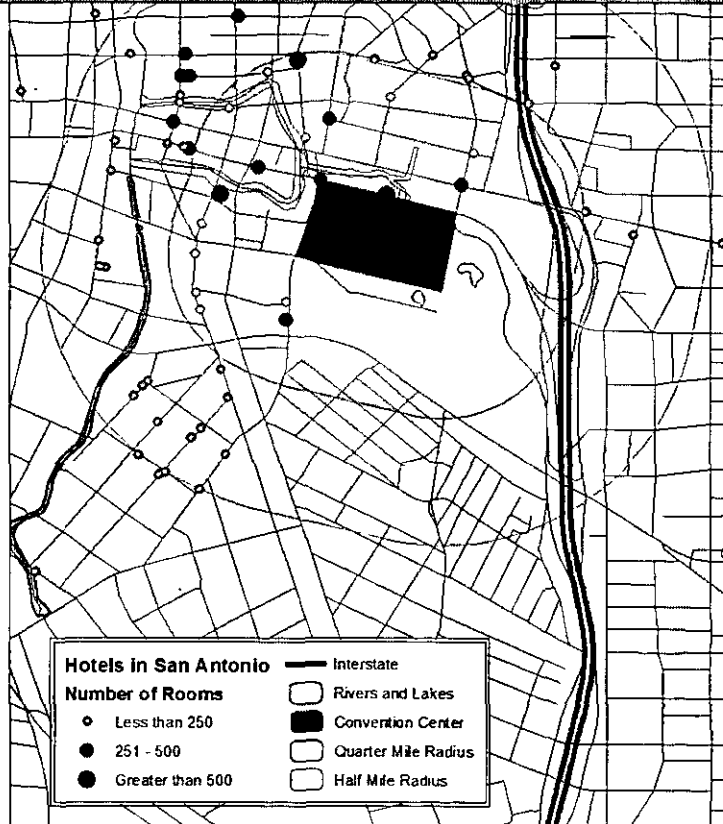 Hotels in San Antonio
Number of Rooms
Less than 250
251 - 500
Greater than 500
Interstate
Rivers and Lakes
Convention Center
Quarter Mile Radius
Half Mile Radius